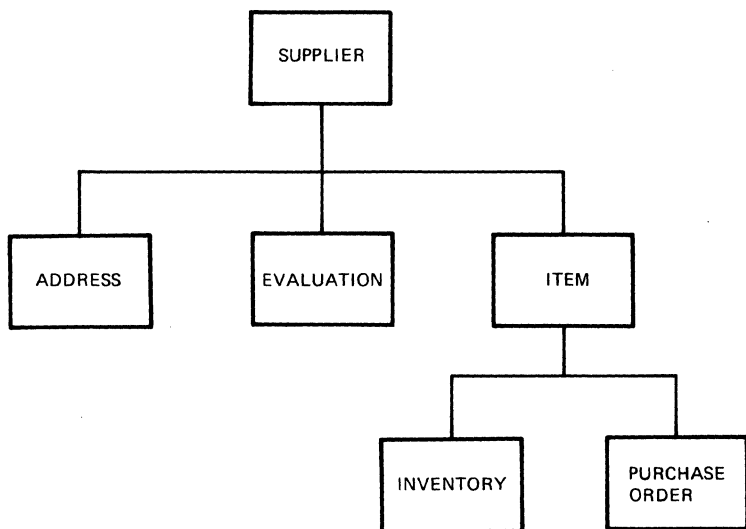 SUPPLIER
ADDRESS
EVALUATION
ITEM
INVENTORY
PURCHASE
ORDER